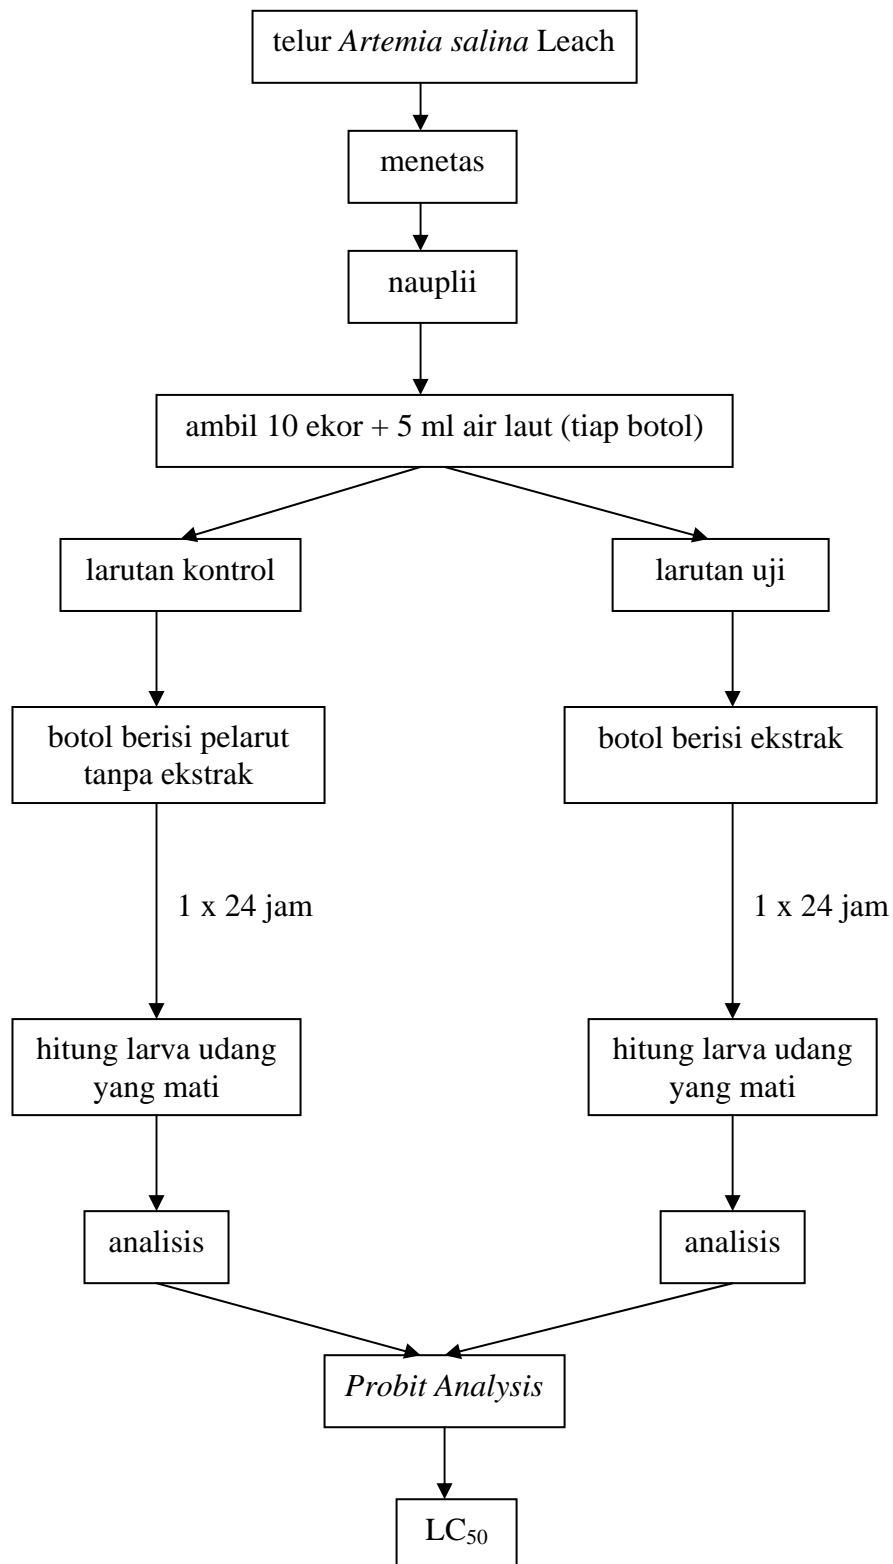 telur Artemia salina Leach
menetas
nauplii
ambil 10 ekor + 5 ml air laut (tiap botol)
larutan kontrol
larutan uji
botol berisi pelarut
tanpa ekstrak
botol berisi ekstrak
1 x 24 jam
1 x 24 jam
hitung larva udang
yang mati
hitung larva udang
yang mati
analisis
analisis
Probit Analysis
LC₅₀